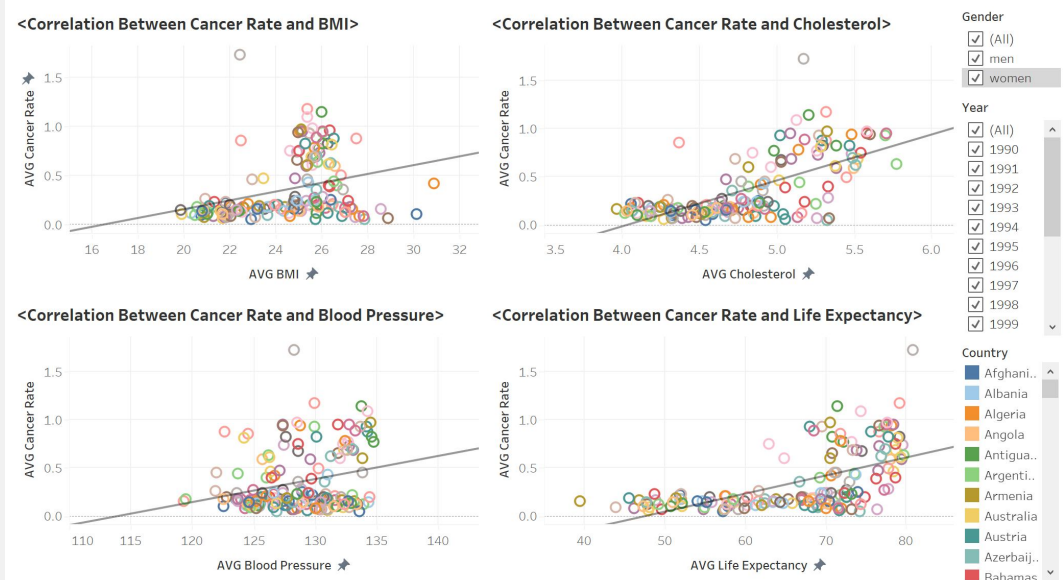 <Correlation Between Cancer Rate and BMI>
AVG Cancer Rate
1.5
1.0
0.5
0.0
16 18 20 22 24 26 28 30 32
AVG BMI
<Correlation Between Cancer Rate and Cholesterol>
AVG Cancer Rate
1.5
1.0
0.5
0.0
3.5 4.0 4.5 5.0 5.5 6.0
AVG Cholesterol
<Correlation Between Cancer Rate and Blood Pressure>
AVG Cancer Rate
1.5
1.0
0.5
0.0
110 115 120 125 130 135 140
AVG Blood Pressure
<Correlation Between Cancer Rate and Life Expectancy>
AVG Cancer Rate
1.5
1.0
0.5
0.0
40 50 60 70 80
AVG Life Expectancy
Gender
(All)
men
women
Year
(All)
1990
1991
1992
1993
1994
1995
1996
1997
1998
1999
Country
Afghani..
Albania
Algeria
Angola
Antigua..
Argenti..
Armenia
Australia
Austria
Azerbaij..
Bahamas